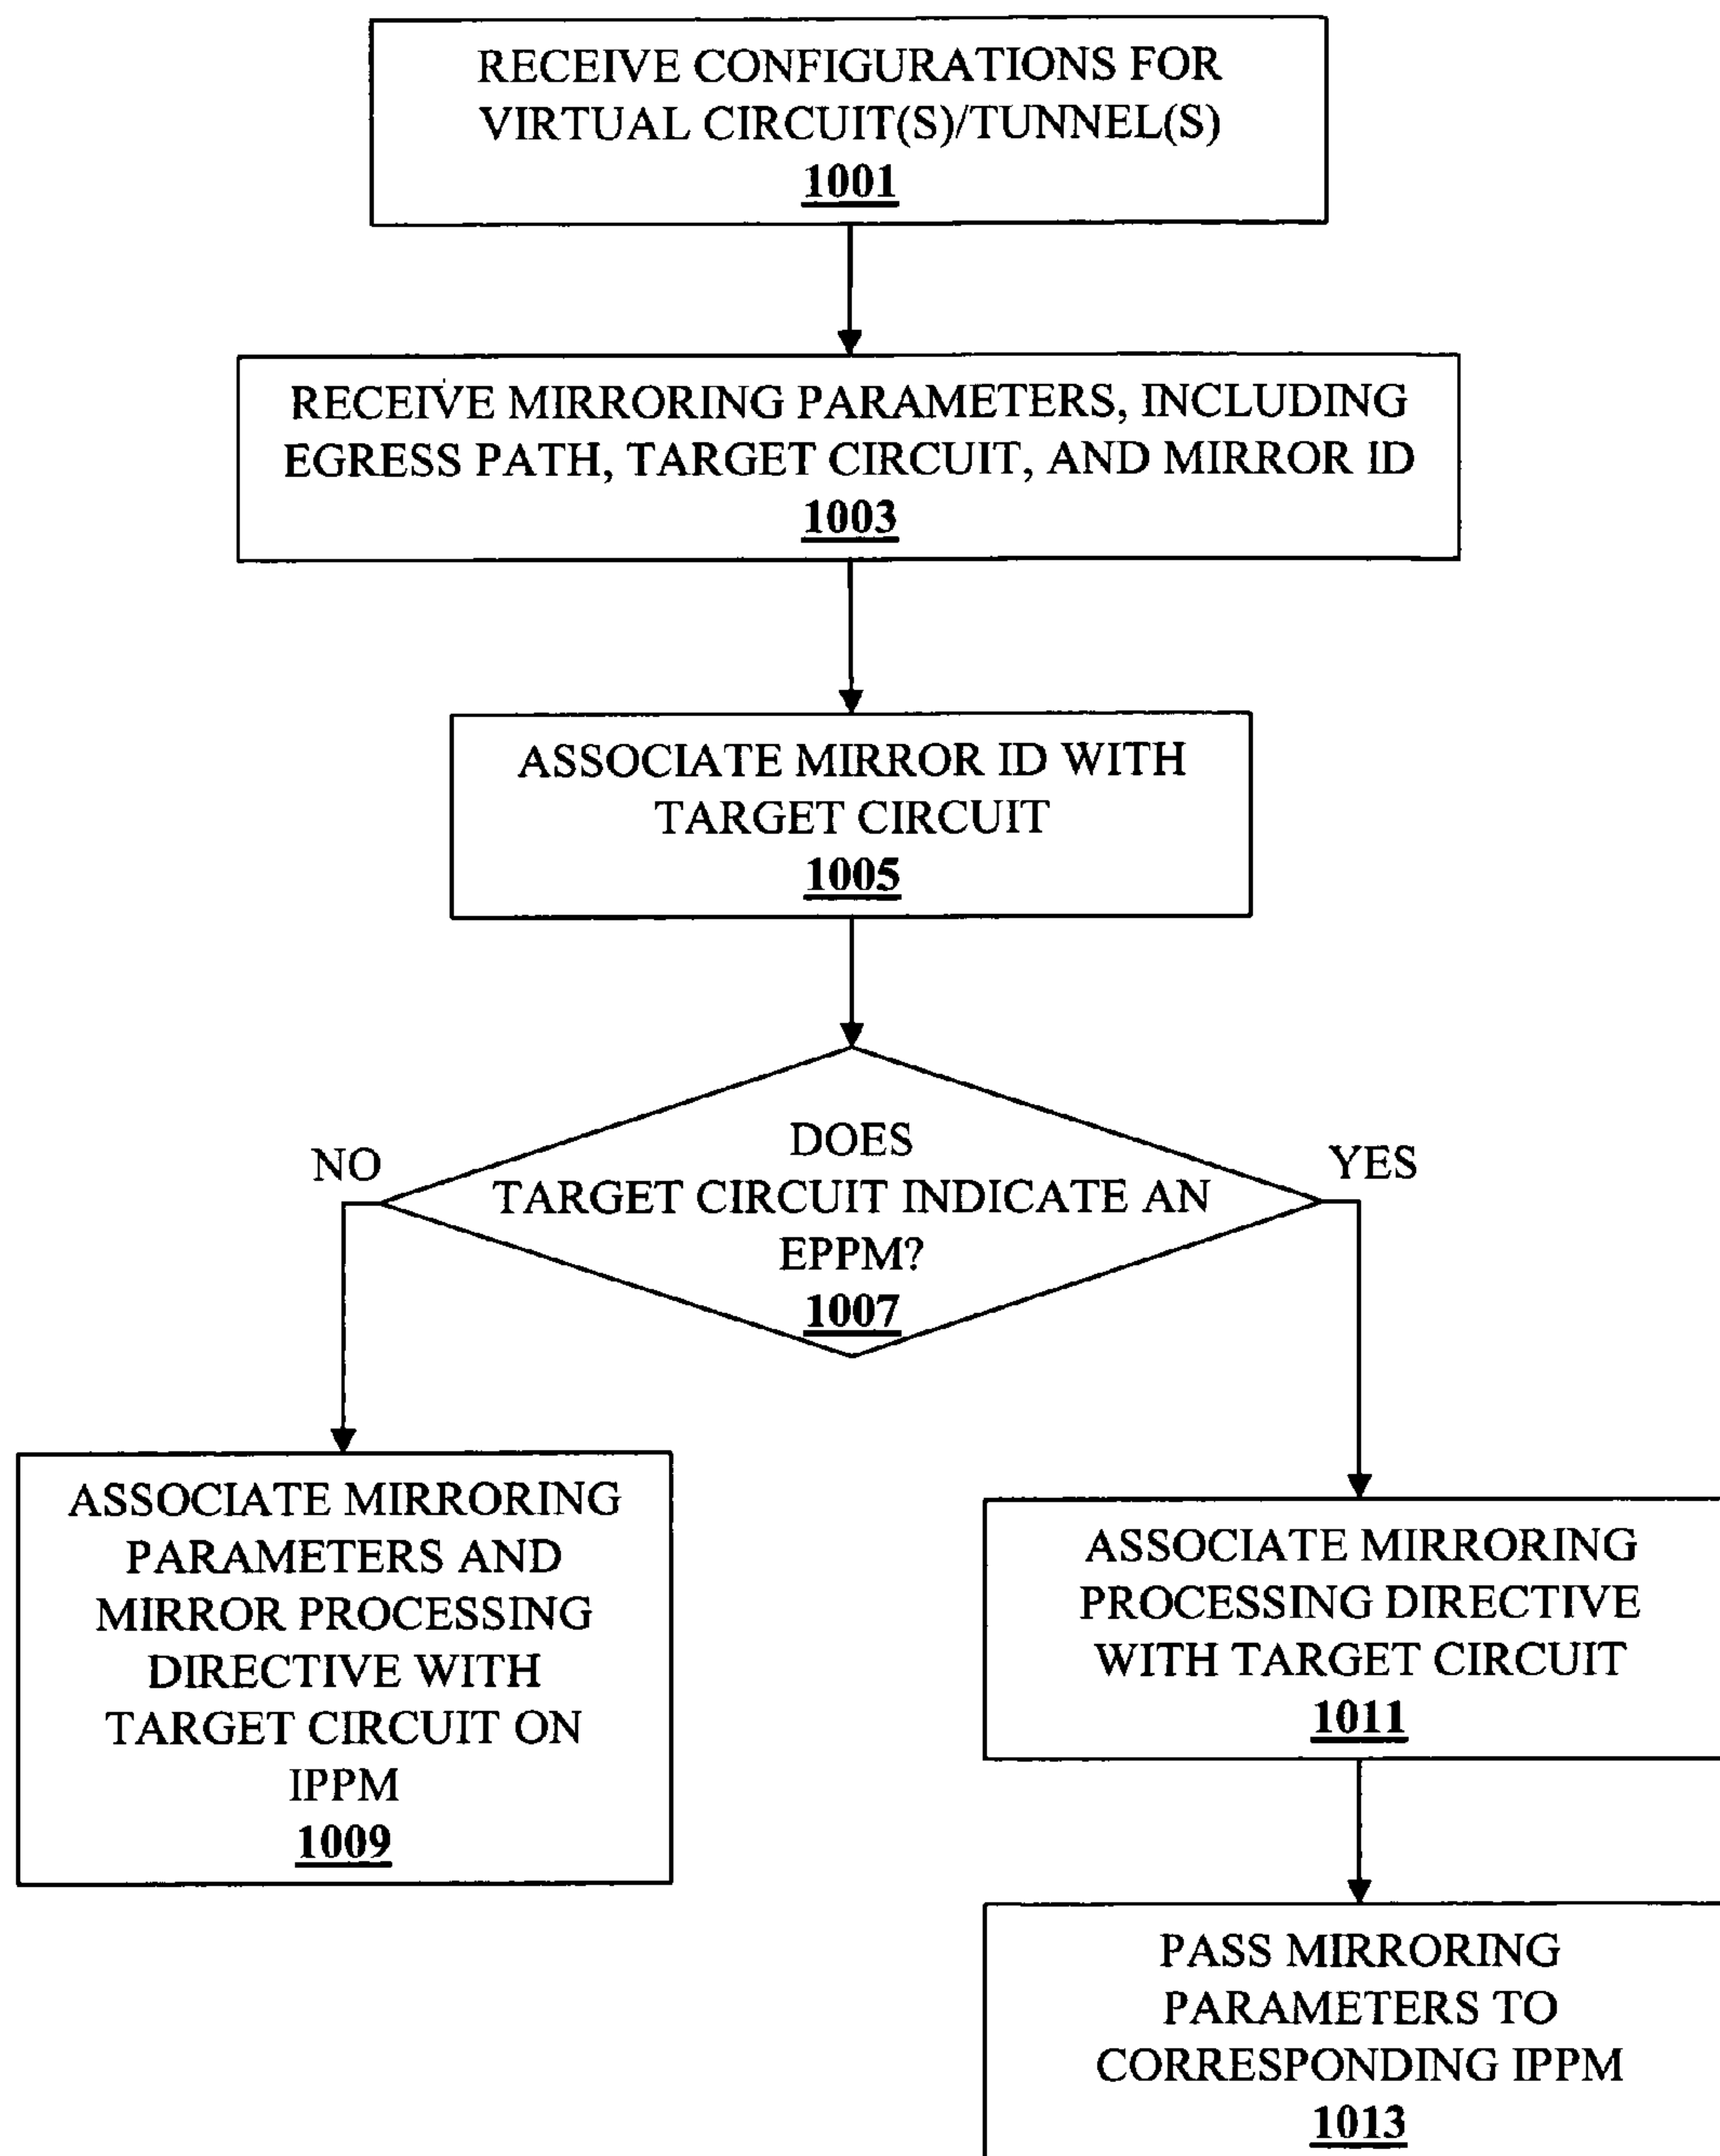 RECEIVE CONFIGURATIONS FOR
VIRTUAL CIRCUIT(S)/TUNNEL(S)
1001
RECEIVE MIRRORING PARAMETERS, INCLUDING
EGRESS PATH, TARGET CIRCUIT, AND MIRROR ID
1003
ASSOCIATE MIRROR ID WITH
TARGET CIRCUIT
1005
DOES
TARGET CIRCUIT INDICATE AN
EPPM?
1007
NO
YES
ASSOCIATE MIRRORING
PARAMETERS AND
MIRROR PROCESSING
DIRECTIVE WITH
TARGET CIRCUIT ON
IPPM
1009
ASSOCIATE MIRRORING
PROCESSING DIRECTIVE
WITH TARGET CIRCUIT
1011
PASS MIRRORING
PARAMETERS TO
CORRESPONDING IPPM
1013